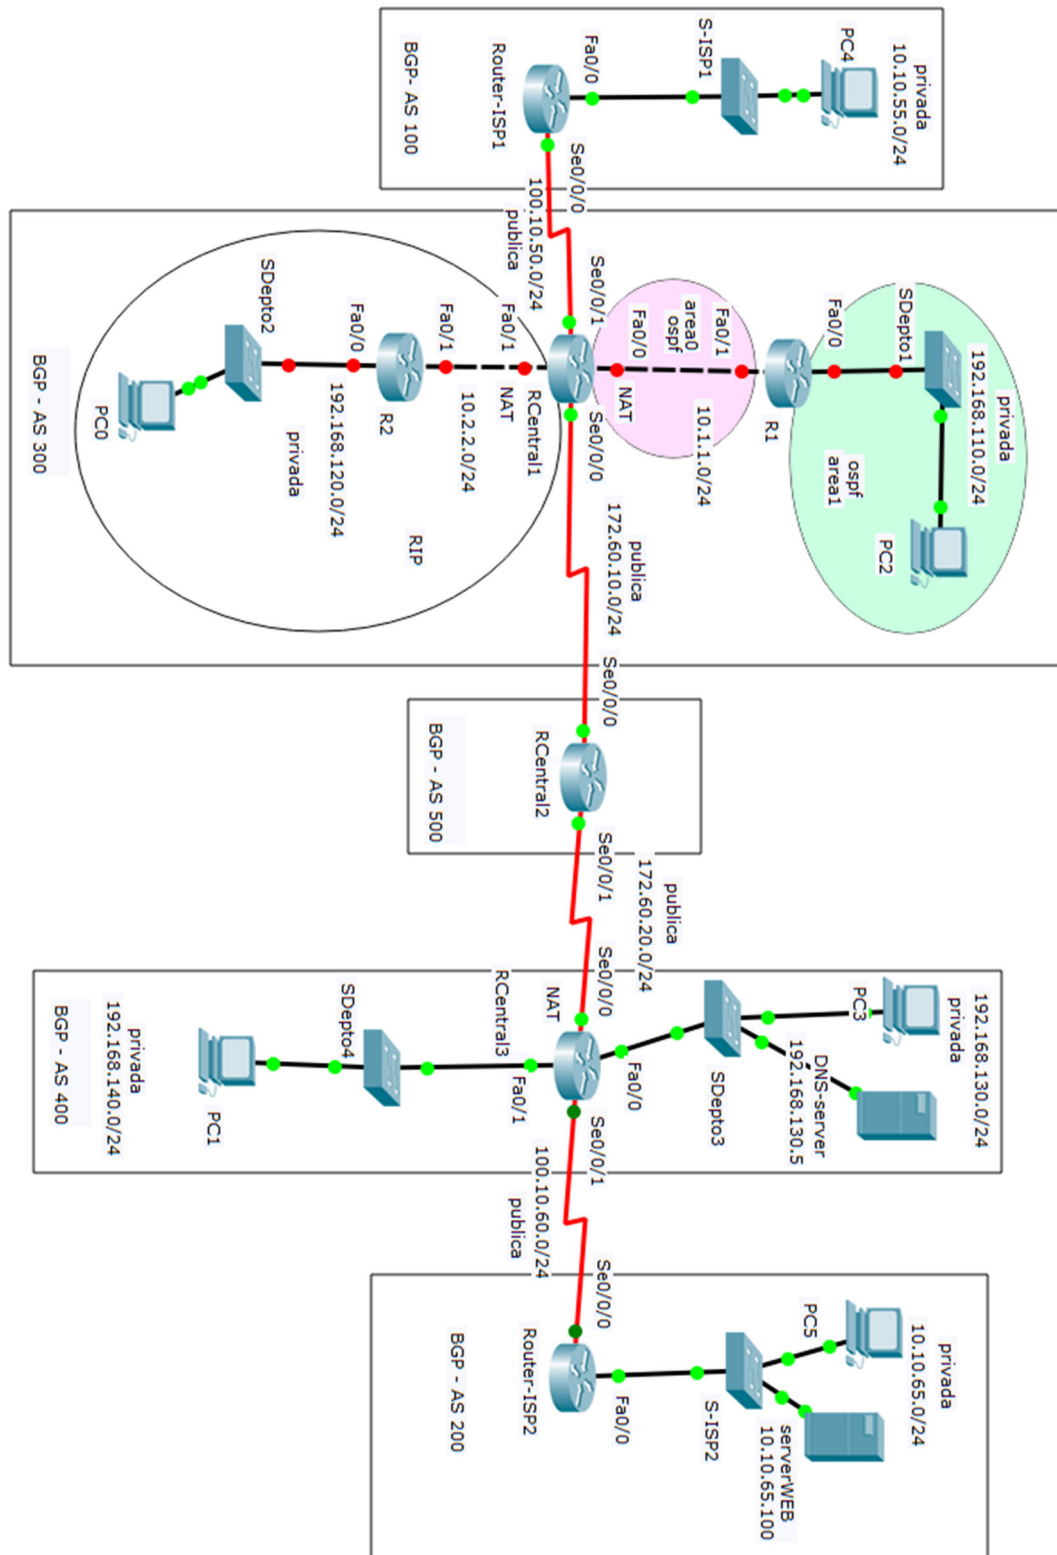 BGP- AS 100
Router-ISP1
Fa0/0
S-ISP1
PC4
privada
10.10.55.0/24
Se0/0/0
100.10.50.0/24
publica
BGP - AS 300
PC0
SDepto2
Fa0/0
192.168.120.0/24
privada
R2
Fa0/1
10.2.2.0/24
RIP
Fa0/1
NAT
RCentral1
Se0/0/1
Se0/0/0
Fa0/0
NAT
area0
ospf
Fa0/1
10.1.1.0/24
R1
Fa0/0
SDepto1
privada
192.168.110.0/24
ospf
area1
PC2
publica
172.60.10.0/24
Se0/0/0
BGP - AS 500
RCentral2
Se0/0/1
publica
172.60.20.0/24
Se0/0/0
NAT
RCentral3
BGP - AS 400
privada
192.168.140.0/24
PC1
SDepto4
Fa0/1
Fa0/0
SDepto3
PC3
192.168.130.0/24
privada
DNS-server
192.168.130.5
Se0/0/1
100.10.60.0/24
publica
Se0/0/0
BGP - AS 200
Router-ISP2
Fa0/0
S-ISP2
PC5
privada
10.10.65.0/24
serverWEB
10.10.65.100